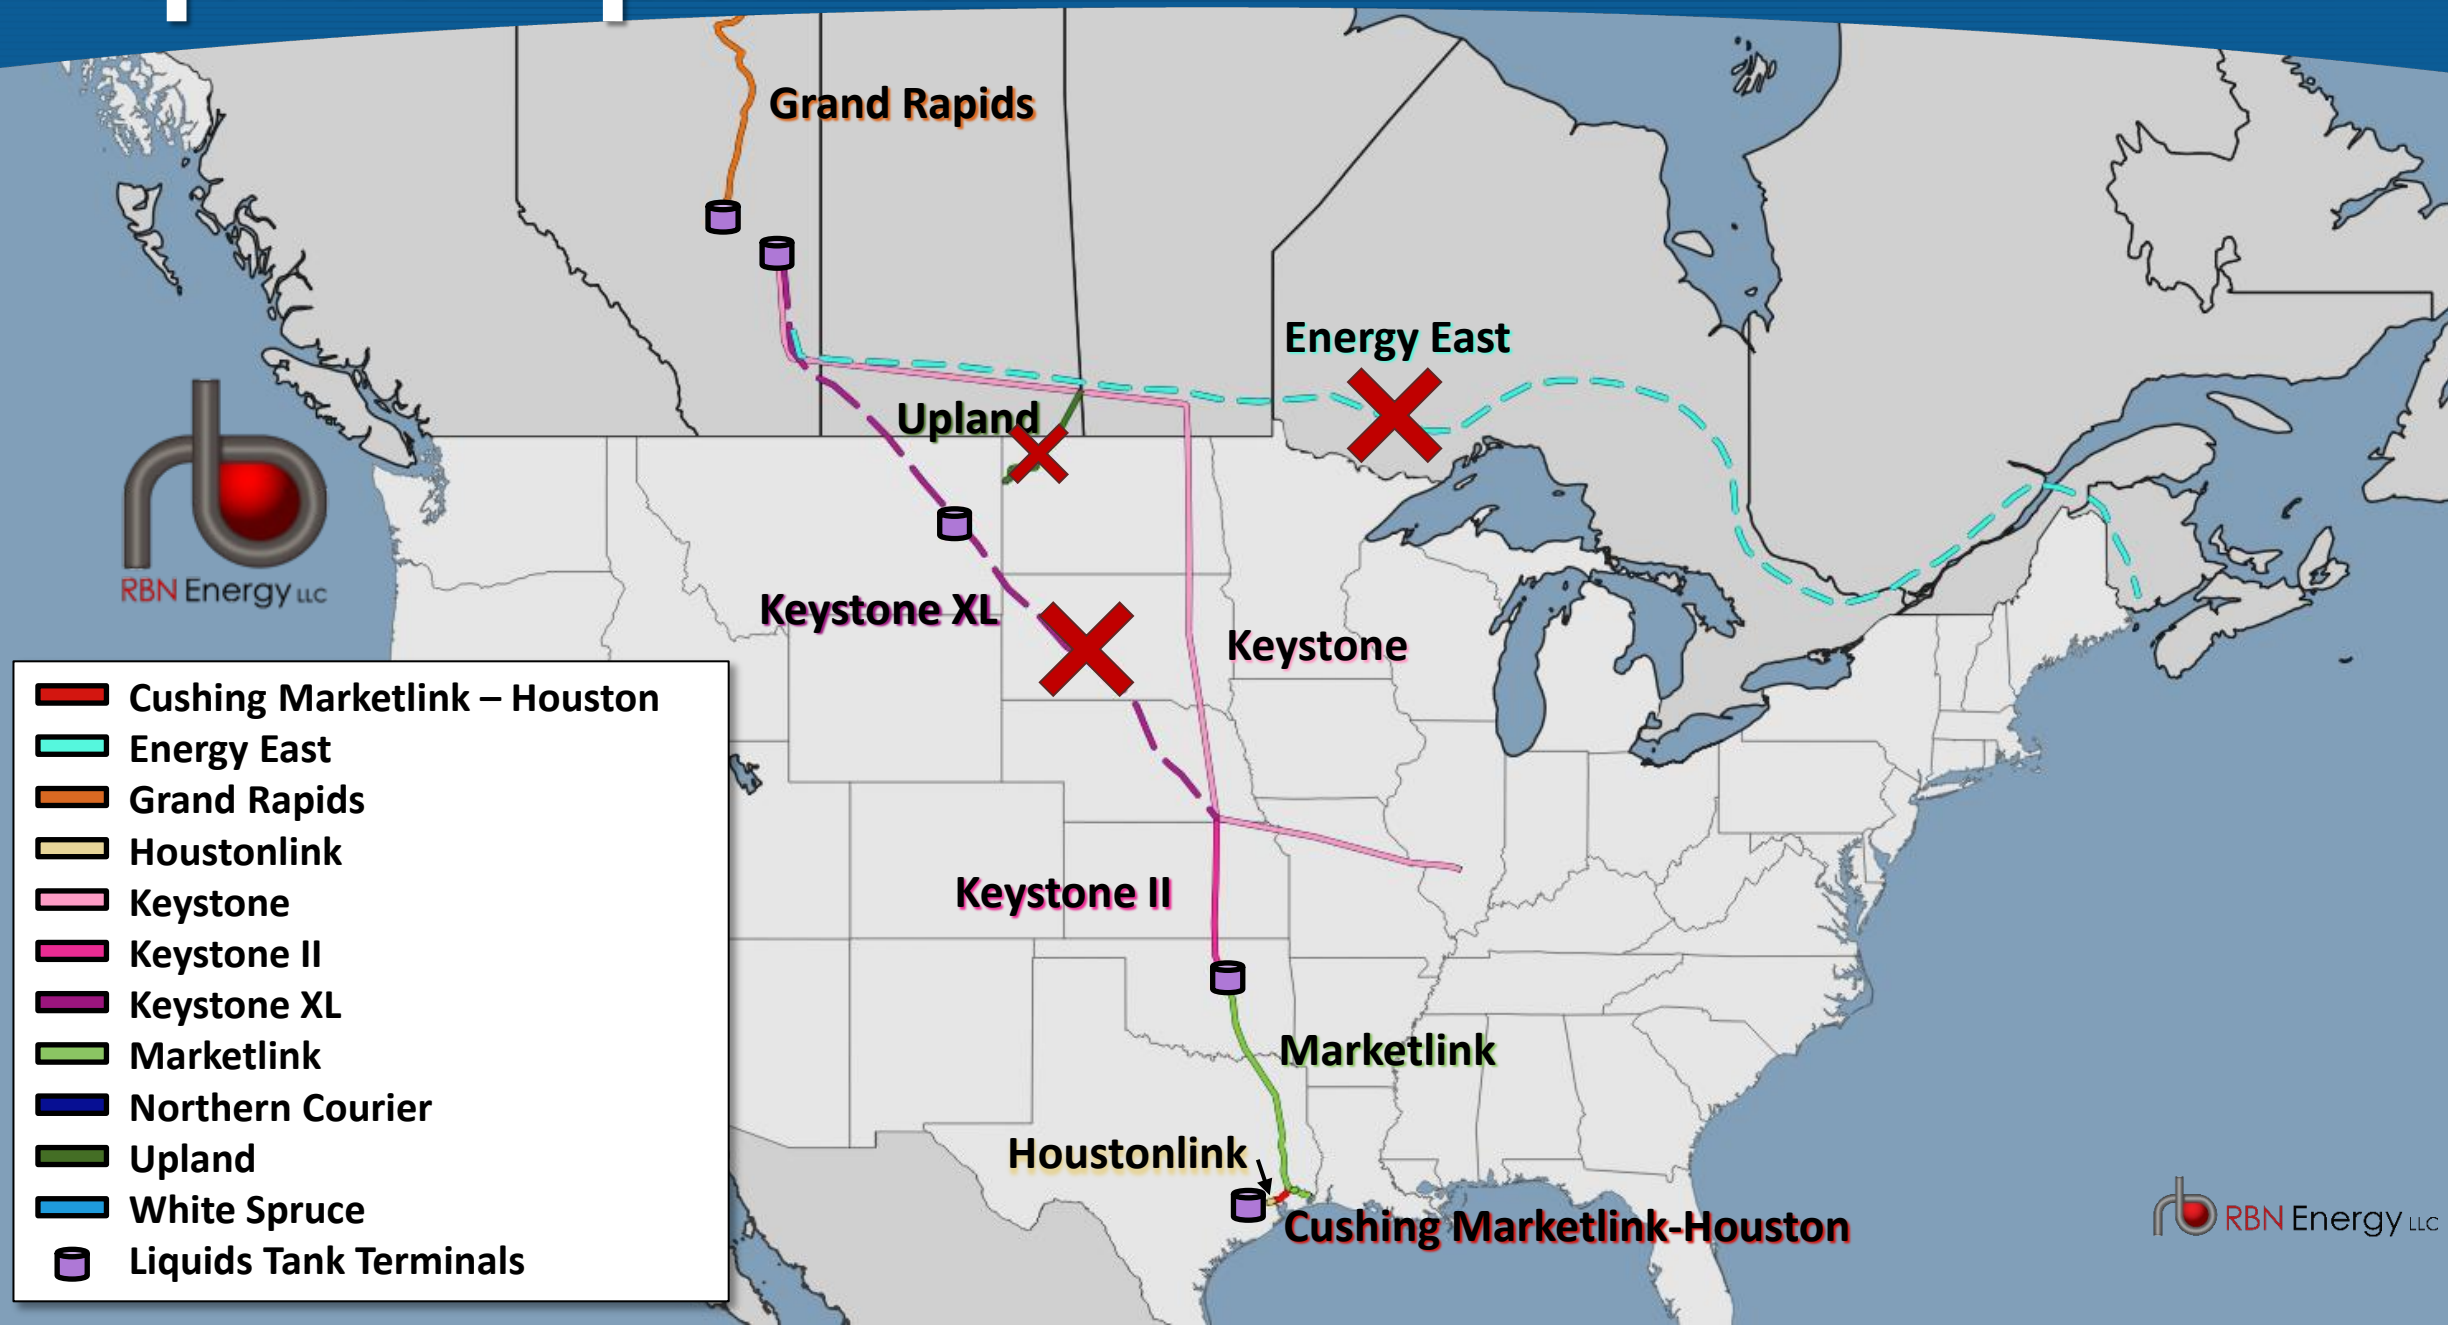 Grand Rapids
Energy East
Upland
RBN Energy LLC
Keystone XL
Keystone
Cushing Marketlink – Houston
Energy East
Grand Rapids
Houstonlink
Keystone
Keystone II
Keystone XL
Marketlink
Northern Courier
Upland
White Spruce
Liquids Tank Terminals
Keystone II
Marketlink
Houstonlink
Cushing Marketlink-Houston
RBN Energy LLC